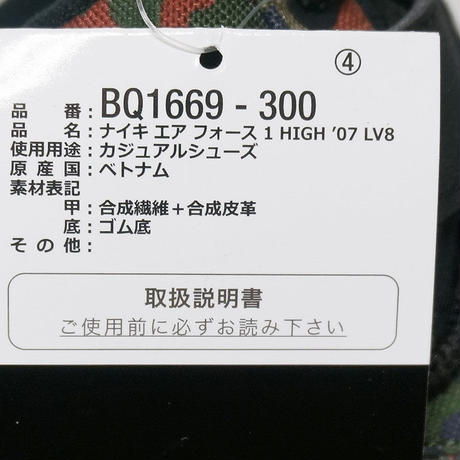 ④
品番：BQ1669 - 300
品名：ナイキ エア フォース 1 HIGH ’07 LV8
使用用途：カジュアルシューズ
原産国：ベトナム
素材表記
甲：合成繊維＋合成皮革
底：ゴム底
その他：
取扱説明書
ご使用前に必ずお読み下さい